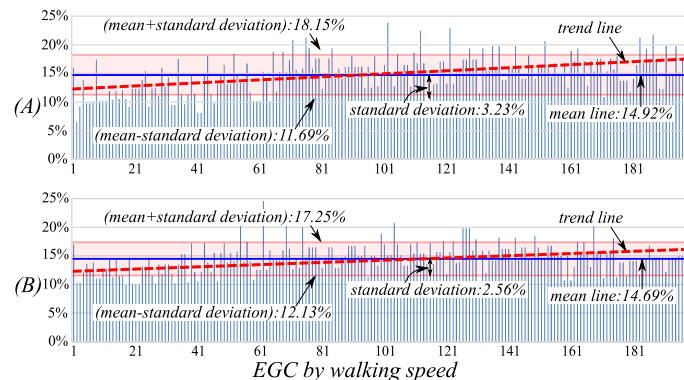 25%
(mean+standard deviation):18.15%
trend line
20%
15%
(A)
10%
standard deviation:3.23%
mean line:14.92%
(mean-standard deviation):11.69%
5%
0%
1 21 41 61 81 101 121 141 161 181
25%
(mean+standard deviation):17.25%
trend line
20%
15%
(B)
10%
standard deviation:2.56%
mean line:14.69%
(mean-standard deviation):12.13%
5%
0%
1 21 41 61 81 101 121 141 161 181
EGC by walking speed